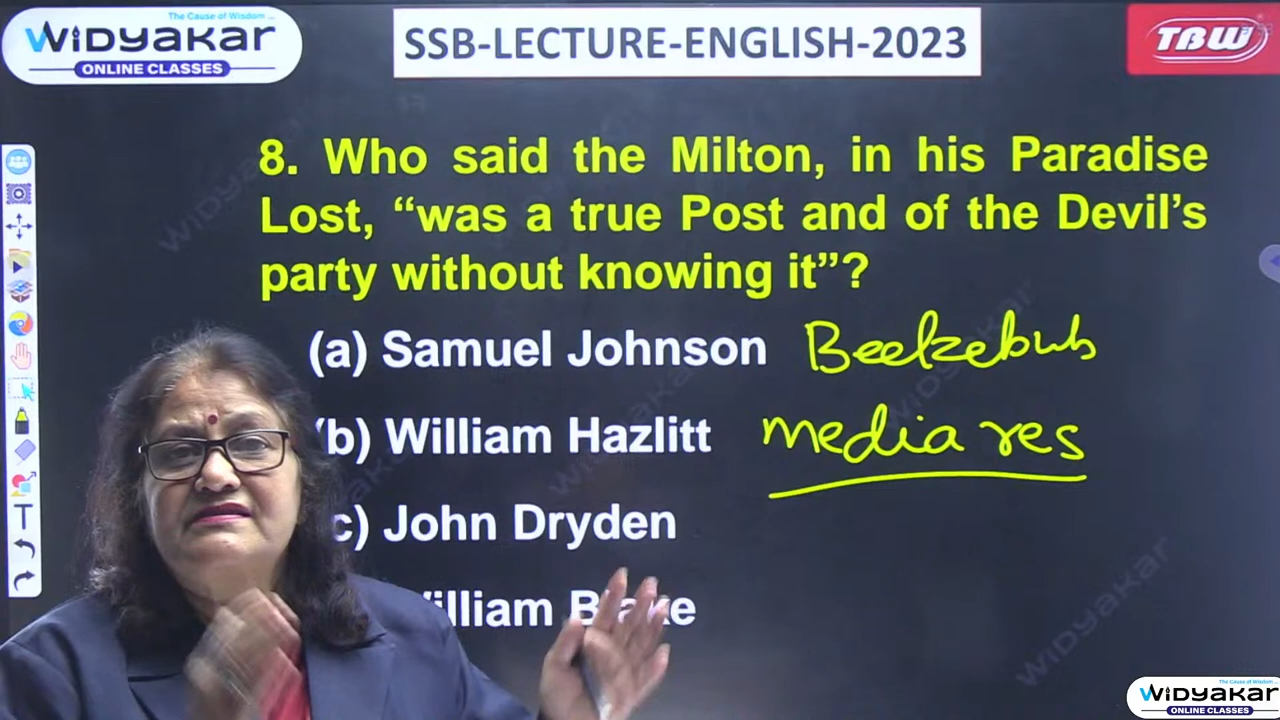 The Cause of Wisdom ...
WiDyaKar
ONLINE CLASSES
SSB-LECTURE-ENGLISH-2023
TBW
8. Who said the Milton, in his Paradise
Lost, “was a true Post and of the Devil’s
party without knowing it”?
(a) Samuel Johnson
Beelzebub
(b) William Hazlitt
media res
c) John Dryden
William Blake
The Cause of Wisdom ...
WiDyaKar
ONLINE CLASSES